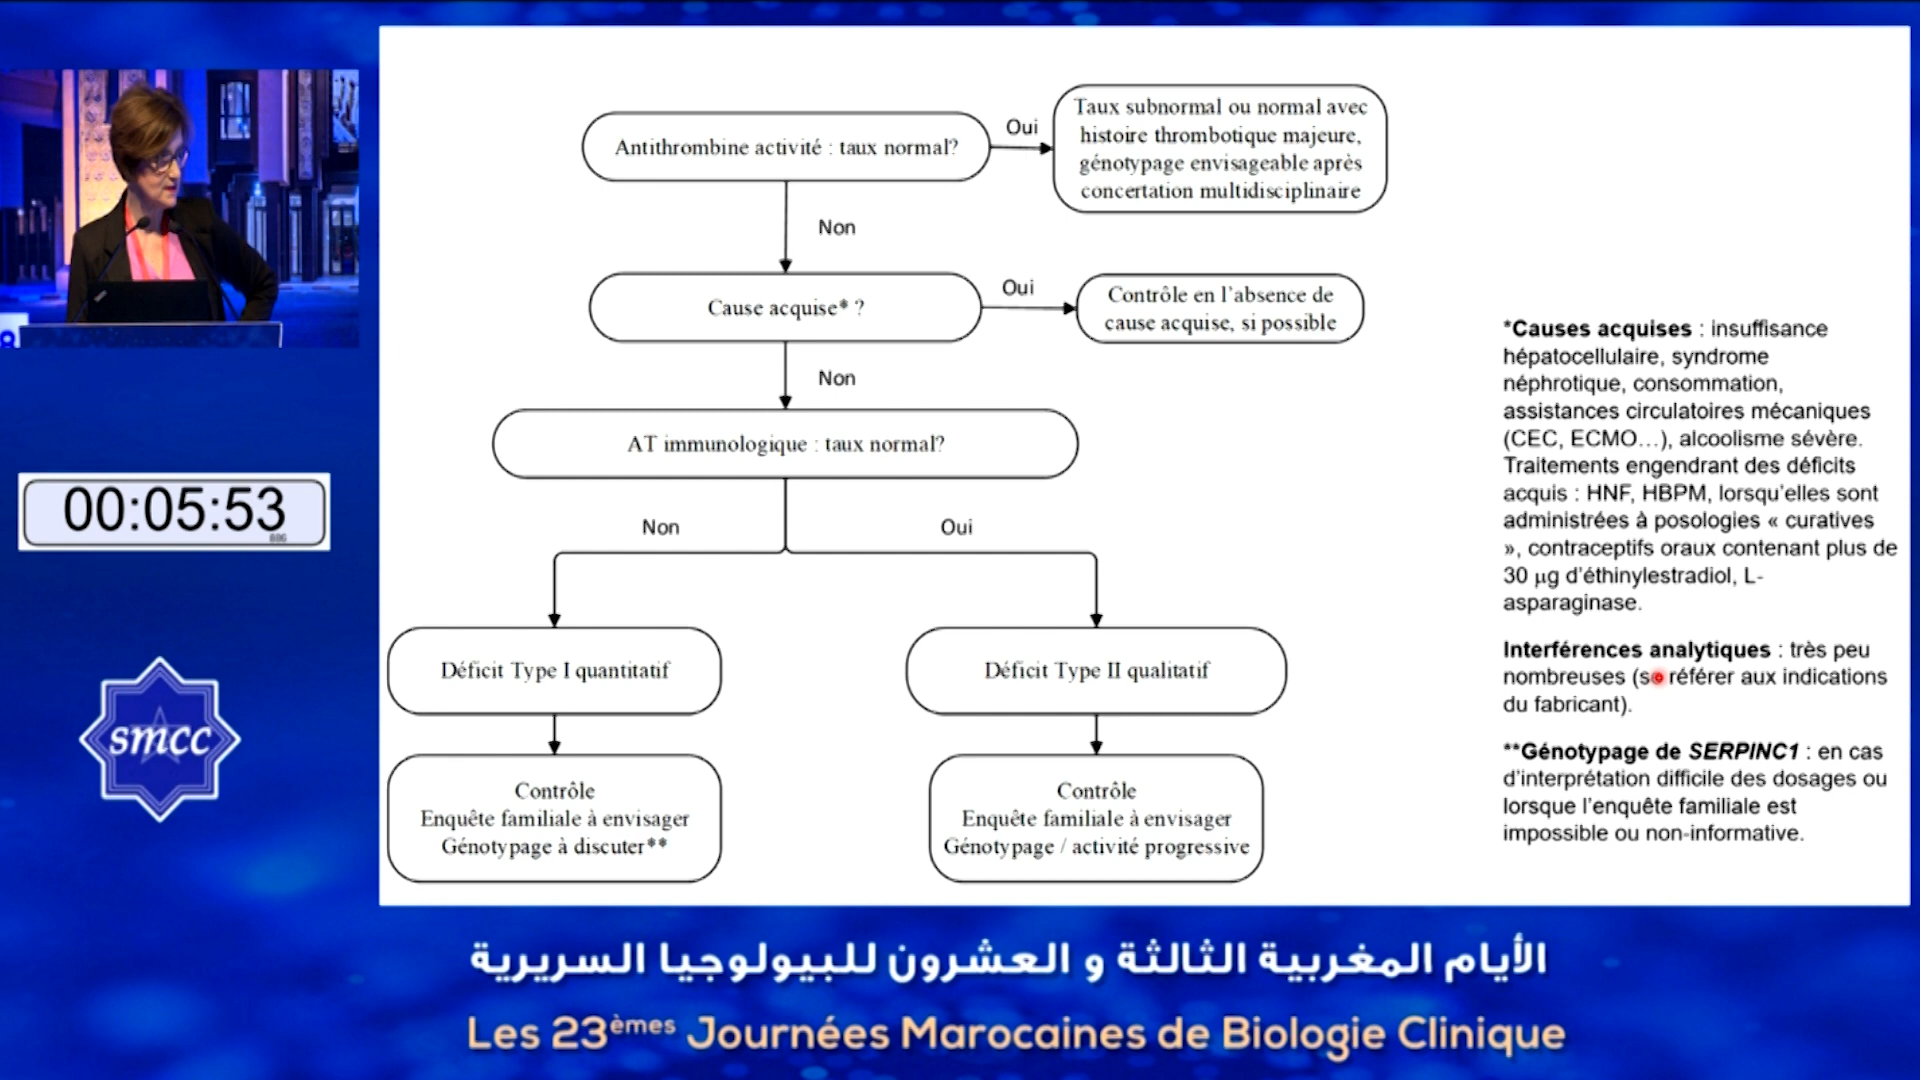 Antithrombine activité : taux normal?
Oui
Taux subnormal ou normal avec
histoire thrombotique majeure,
génotypage envisageable après
concertation multidisciplinaire
Non
Cause acquise* ?
Oui
Contrôle en l'absence de
cause acquise, si possible
Non
AT immunologique : taux normal?
Non
Oui
Déficit Type I quantitatif
Déficit Type II qualitatif
Contrôle
Enquête familiale à envisager
Génotypage à discuter**
Contrôle
Enquête familiale à envisager
Génotypage / activité progressive
*Causes acquises : insuffisance
hépatocellulaire, syndrome
néphrotique, consommation,
assistances circulatoires mécaniques
(CEC, ECMO…), alcoolisme sévère.
Traitements engendrant des déficits
acquis : HNF, HBPM, lorsqu'elles sont
administrées à posologies « curatives
», contraceptifs oraux contenant plus de
30 µg d'éthinylestradiol, L-
asparaginase.
Interférences analytiques : très peu
nombreuses (se référer aux indications
du fabricant).
**Génotypage de SERPINC1 : en cas
d'interprétation difficile des dosages ou
lorsque l'enquête familiale est
impossible ou non-informative.
00:05:53
smcc
الأيام المغربية الثالثة و العشرون للبيولوجيا السريرية
Les 23èmes Journées Marocaines de Biologie Clinique